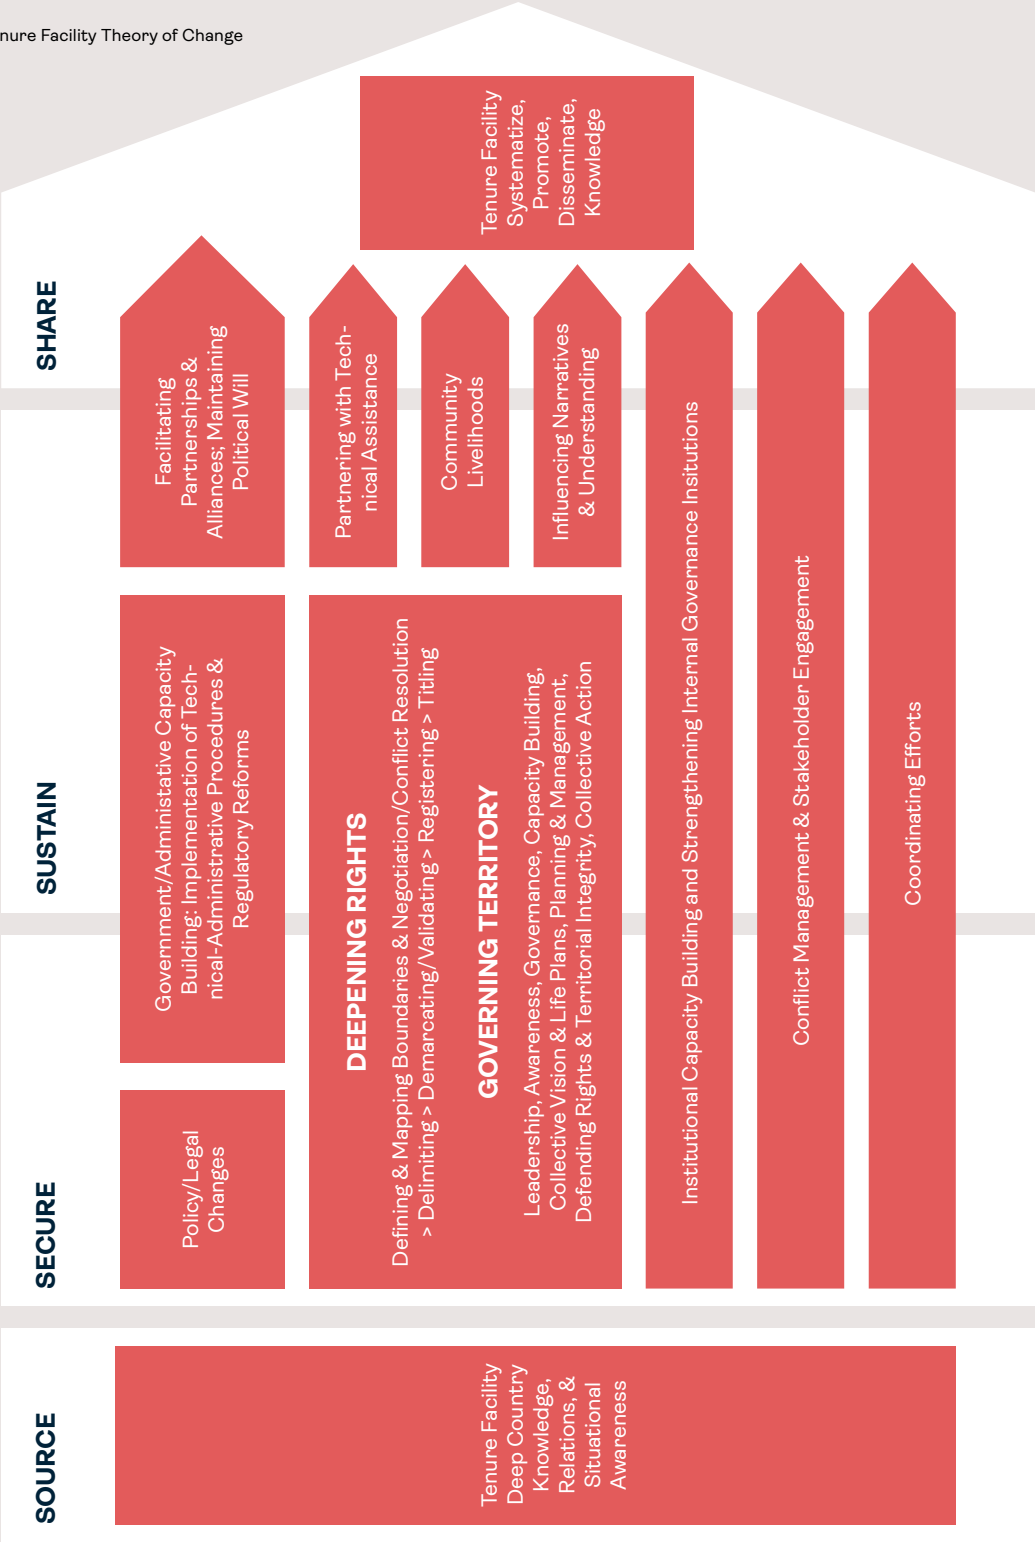 nure Facility Theory of Change
SOURCE
SECURE
SUSTAIN
SHARE
Tenure Facility
Deep Country
Knowledge,
Relations, &
Situational
Awareness
Policy/Legal
Changes
Government/Administative Capacity
Building: Implementation of Tech-
nical-Administrative Procedures &
Regulatory Reforms
Facilitating
Partnerships &
Alliances; Maintaining
Political Will
DEEPENING RIGHTS
Defining & Mapping Boundaries & Negotiation/Conflict Resolution
> Delimiting > Demarcating/Validating > Registering > Titling
GOVERNING TERRITORY
Leadership, Awareness, Governance, Capacity Building,
Collective Vision & Life Plans, Planning & Management,
Defending Rights & Territorial Integrity, Collective Action
Partnering with Tech-
nical Assistance
Community
Livelihoods
Influencing Narratives
& Understanding
Institutional Capacity Building and Strengthening Internal Governance Insitutions
Conflict Management & Stakeholder Engagement
Coordinating Efforts
Tenure Facility
Systematize,
Promote,
Disseminate,
Knowledge